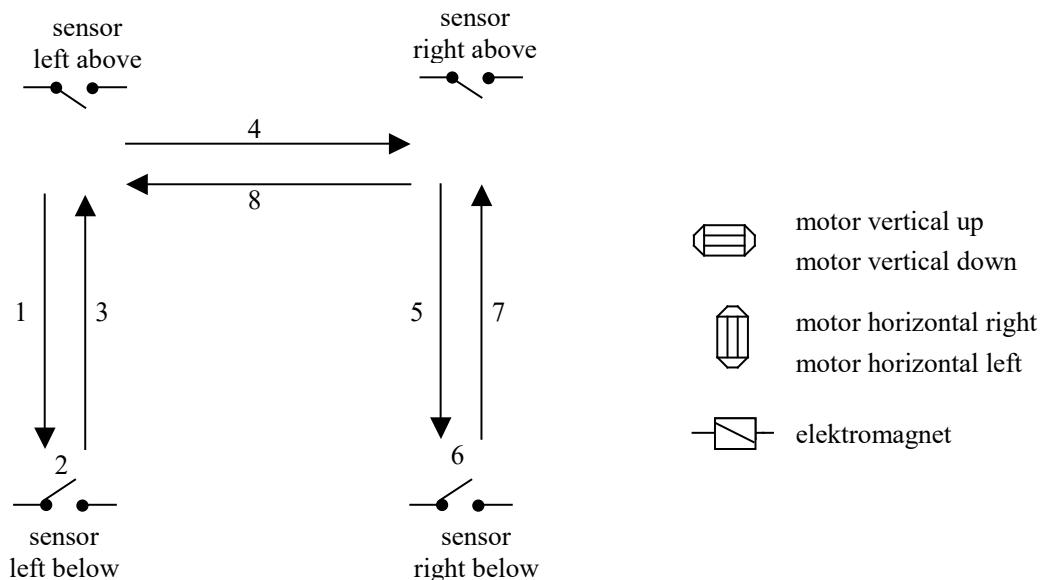 sensor
left above
sensor
right above
4
8
1
3
5
7
2
6
sensor
left below
sensor
right below
motor vertical up
motor vertical down
motor horizontal right
motor horizontal left
elektromagnet